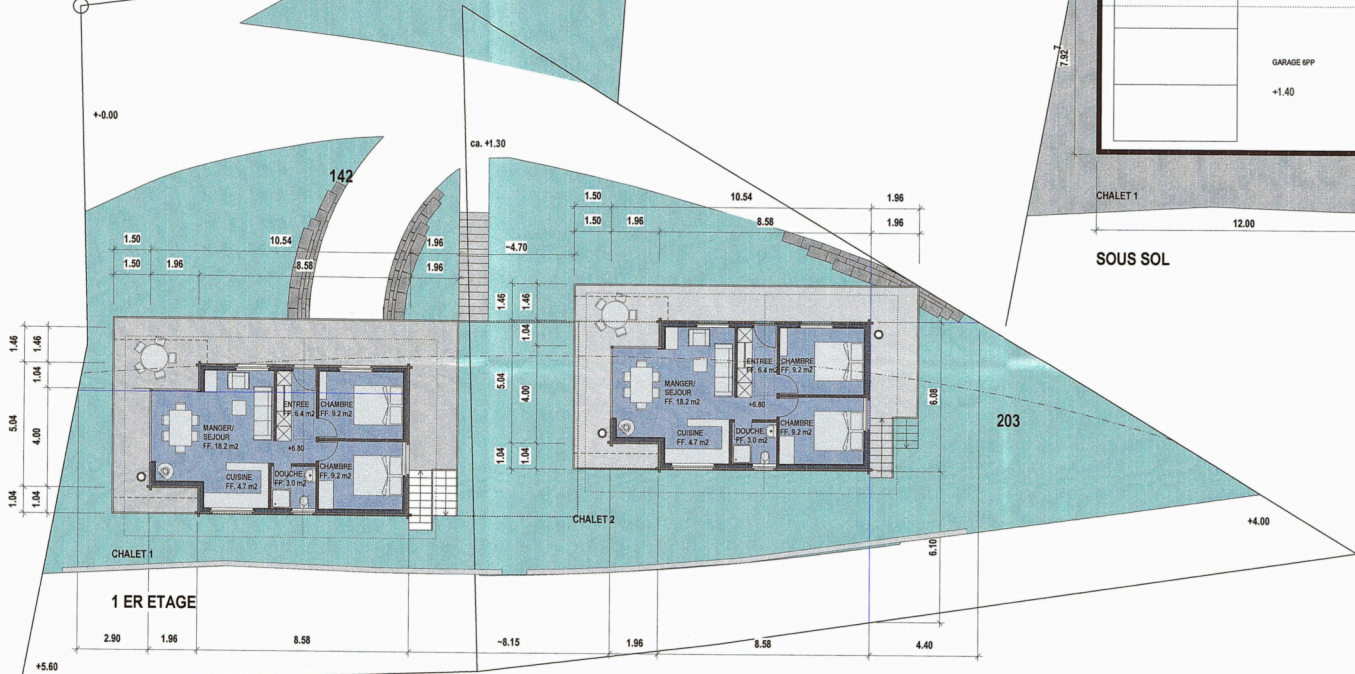 +-0.00
ca. +1.30
142
7
7.92
GARAGE 6PP
+1.40
CHALET 1
12.00
SOUS SOL
1.50
10.54
1.96
1.50
1.96
8.58
1.96
1.50
10.54
1.96
~4.70
1.50
1.96
8.58
1.96
1.46
1.46
1.04
5.04
4.00
1.04
1.04
1.46
1.46
1.04
5.04
4.00
1.04
1.04
MANGER/
SEJOUR
FF. 18.2 m2
ENTREE
FF. 6.4 m2
CHAMBRE
FF. 9.2 m2
+6.80
CUISINE
FF. 4.7 m2
DOUCHE
FF. 3.0 m2
CHAMBRE
FF. 9.2 m2
MANGER/
SEJOUR
FF. 18.2 m2
ENTREE
FF. 6.4 m2
CHAMBRE
FF. 9.2 m2
+6.80
CUISINE
FF. 4.7 m2
DOUCHE
FF. 3.0 m2
CHAMBRE
FF. 9.2 m2
6.08
203
CHALET 2
6.10
+4.00
CHALET 1
1 ER ETAGE
2.90
1.96
8.58
~8.15
1.96
8.58
4.40
+5.60